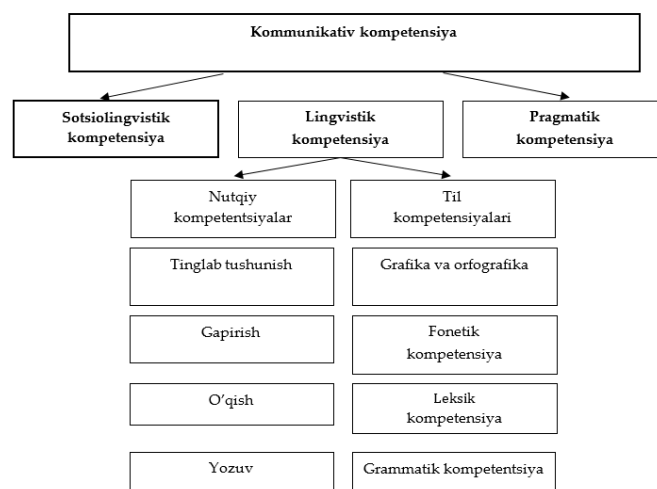 Kommunikativ kompetensiya
Sotsiolingvistik
kompetensiya
Lingvistik
kompetensiya
Pragmatik
kompetensiya
Nutqiy
kompetentsiyalar
Til
kompetensiyalari
Tinglab tushunish
Grafika va orfografika
Gapirish
Fonetik
kompetensiya
O’qish
Leksik
kompetensiya
Yozuv
Grammatik kompetentsiya